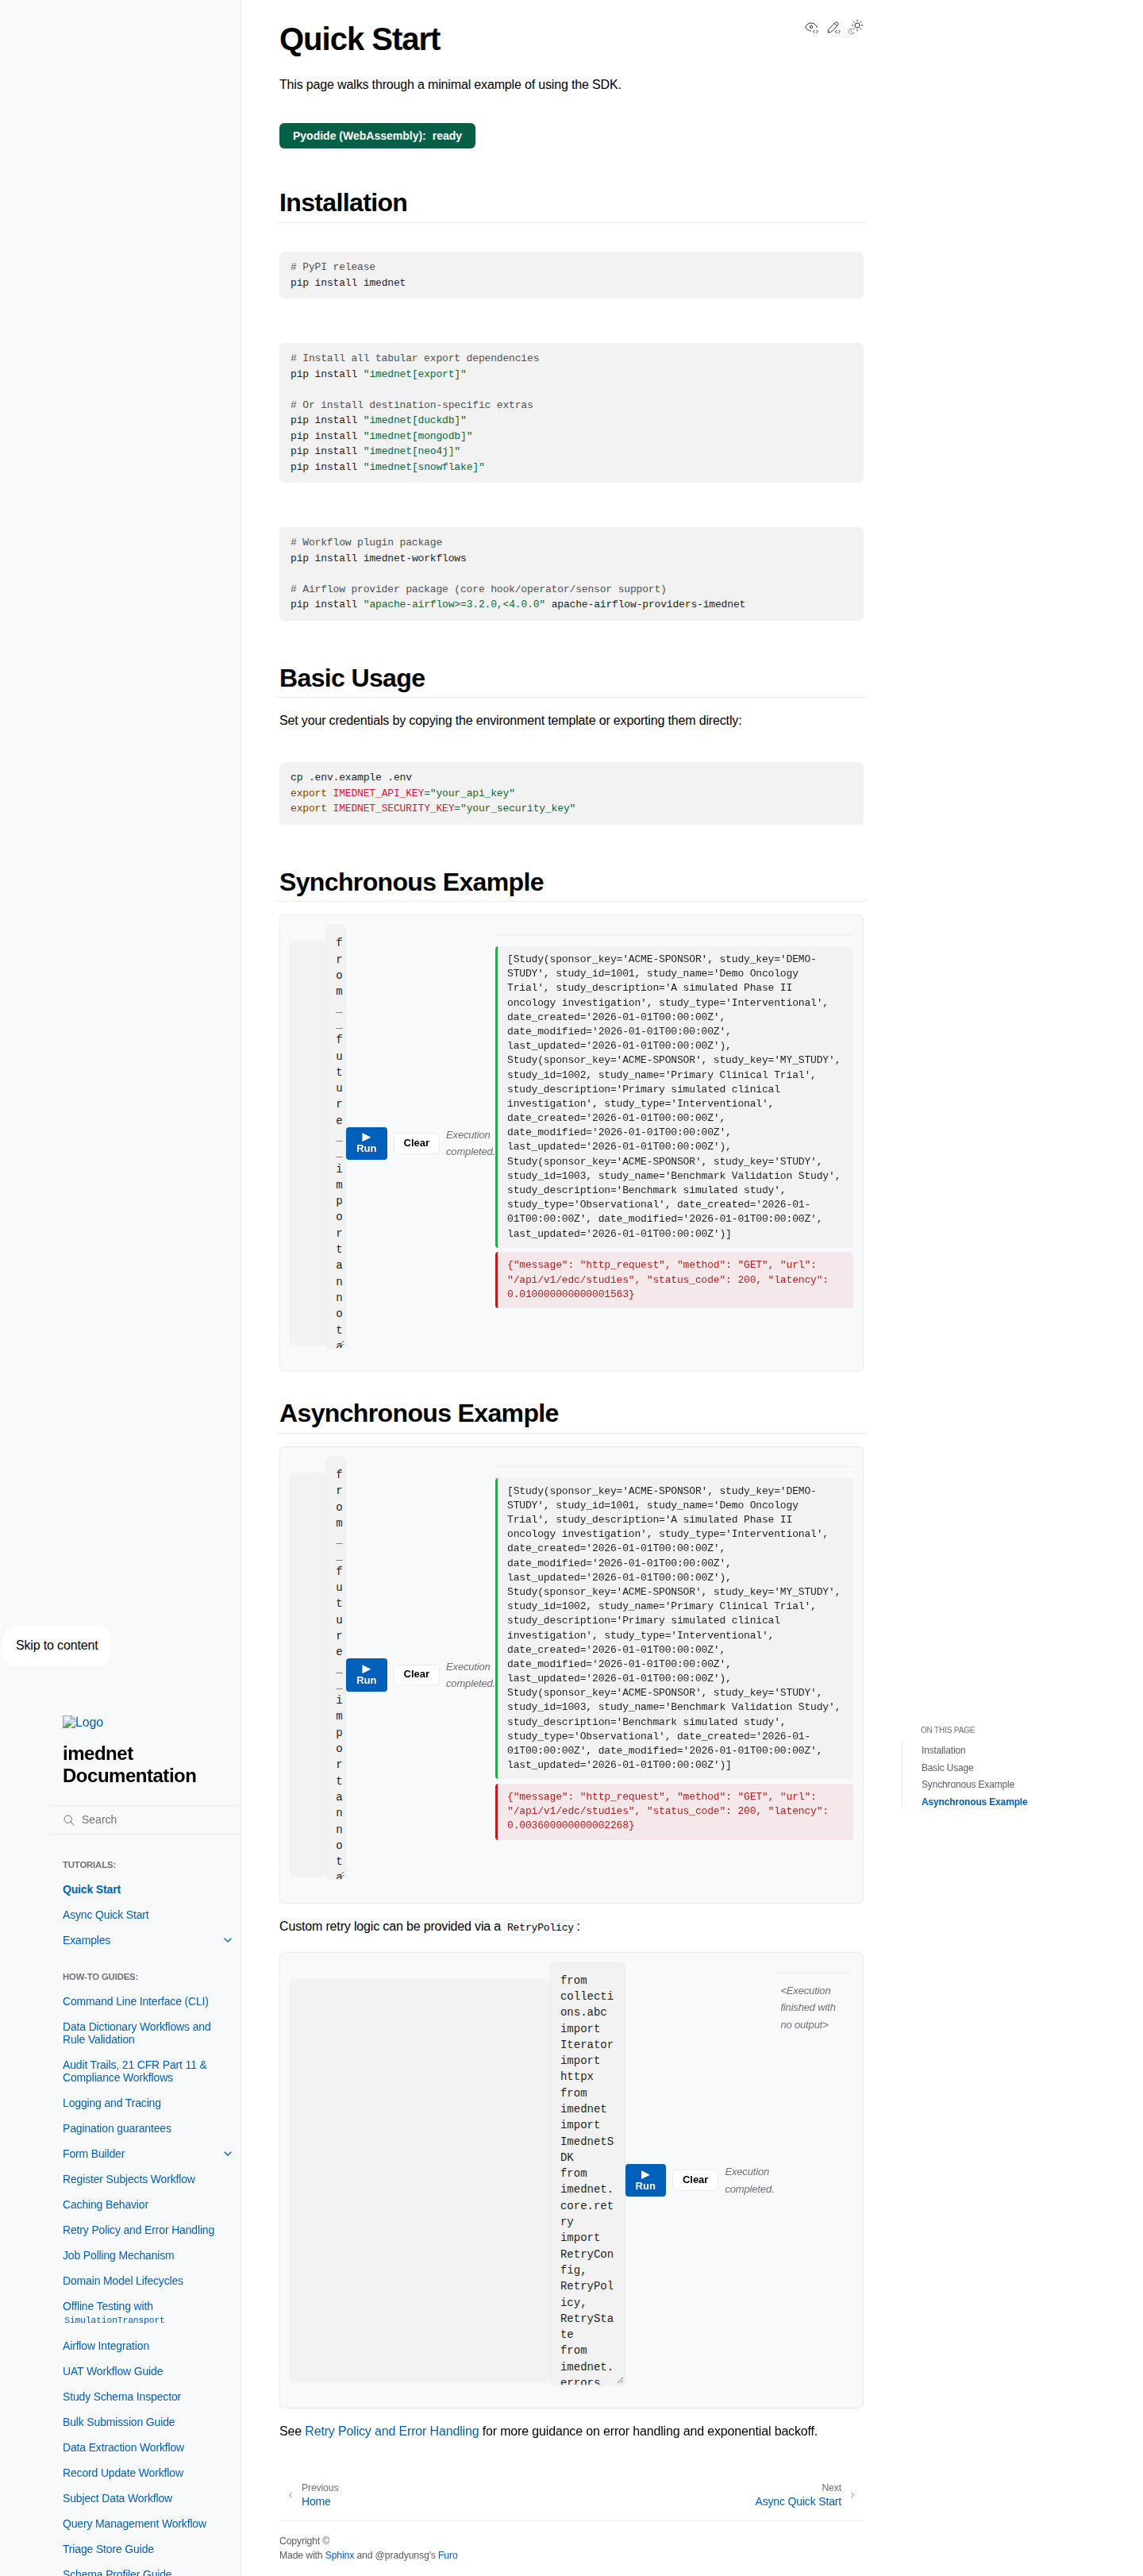 Quick Start
This page walks through a minimal example of using the SDK.
Pyodide (WebAssembly): ready
Installation
# PyPI release
pip install imednet
# Install all tabular export dependencies
pip install "imednet[export]"
# Or install destination-specific extras
pip install "imednet[duckdb]"
pip install "imednet[mongodb]"
pip install "imednet[neo4j]"
pip install "imednet[snowflake]"
# Workflow plugin package
pip install imednet-workflows
# Airflow provider package (core hook/operator/sensor support)
pip install "apache-airflow>=3.2.0,<4.0.0" apache-airflow-providers-imednet
Basic Usage
Set your credentials by copying the environment template or exporting them directly:
cp .env.example .env
export IMEDNET_API_KEY="your_api_key"
export IMEDNET_SECURITY_KEY="your_security_key"
Synchronous Example
f
r
o
m
_
_
f
u
t
u
r
e
_
_
i
m
p
o
r
t
a
n
n
o
t
a
▶
Run
Clear
Execution
completed.
[Study(sponsor_key='ACME-SPONSOR', study_key='DEMO-
STUDY', study_id=1001, study_name='Demo Oncology
Trial', study_description='A simulated Phase II
oncology investigation', study_type='Interventional',
date_created='2026-01-01T00:00:00Z',
date_modified='2026-01-01T00:00:00Z',
last_updated='2026-01-01T00:00:00Z'),
Study(sponsor_key='ACME-SPONSOR', study_key='MY_STUDY',
study_id=1002, study_name='Primary Clinical Trial',
study_description='Primary simulated clinical
investigation', study_type='Interventional',
date_created='2026-01-01T00:00:00Z',
date_modified='2026-01-01T00:00:00Z',
last_updated='2026-01-01T00:00:00Z'),
Study(sponsor_key='ACME-SPONSOR', study_key='STUDY',
study_id=1003, study_name='Benchmark Validation Study',
study_description='Benchmark simulated study',
study_type='Observational', date_created='2026-01-
01T00:00:00Z', date_modified='2026-01-01T00:00:00Z',
last_updated='2026-01-01T00:00:00Z')]
{"message": "http_request", "method": "GET", "url":
"/api/v1/edc/studies", "status_code": 200, "latency":
0.010000000000001563}
Asynchronous Example
f
r
o
m
_
_
f
u
t
u
r
e
_
_
i
m
p
o
r
t
a
n
n
o
t
a
▶
Run
Clear
Execution
completed.
[Study(sponsor_key='ACME-SPONSOR', study_key='DEMO-
STUDY', study_id=1001, study_name='Demo Oncology
Trial', study_description='A simulated Phase II
oncology investigation', study_type='Interventional',
date_created='2026-01-01T00:00:00Z',
date_modified='2026-01-01T00:00:00Z',
last_updated='2026-01-01T00:00:00Z'),
Study(sponsor_key='ACME-SPONSOR', study_key='MY_STUDY',
study_id=1002, study_name='Primary Clinical Trial',
study_description='Primary simulated clinical
investigation', study_type='Interventional',
date_created='2026-01-01T00:00:00Z',
date_modified='2026-01-01T00:00:00Z',
last_updated='2026-01-01T00:00:00Z'),
Study(sponsor_key='ACME-SPONSOR', study_key='STUDY',
study_id=1003, study_name='Benchmark Validation Study',
study_description='Benchmark simulated study',
study_type='Observational', date_created='2026-01-
01T00:00:00Z', date_modified='2026-01-01T00:00:00Z',
last_updated='2026-01-01T00:00:00Z')]
{"message": "http_request", "method": "GET", "url":
"/api/v1/edc/studies", "status_code": 200, "latency":
0.003600000000002268}
Custom retry logic can be provided via a RetryPolicy:
from
collecti
ons.abc
import
Iterator
import
httpx
from
imednet
import
ImednetS
DK
from
imednet.
core.ret
ry
import
RetryCon
fig,
RetryPol
icy,
RetrySta
te
from
imednet.
errors
▶
Run
Clear
Execution
completed.
<Execution
finished with
no output>
See Retry Policy and Error Handling for more guidance on error handling and exponential backoff.
Previous
Home
Next
Async Quick Start
Copyright ©
Made with Sphinx and @pradyunsg's Furo
Skip to content
Logo
imednet
Documentation
Search
TUTORIALS:
Quick Start
Async Quick Start
Examples
HOW-TO GUIDES:
Command Line Interface (CLI)
Data Dictionary Workflows and
Rule Validation
Audit Trails, 21 CFR Part 11 &
Compliance Workflows
Logging and Tracing
Pagination guarantees
Form Builder
Register Subjects Workflow
Caching Behavior
Retry Policy and Error Handling
Job Polling Mechanism
Domain Model Lifecycles
Offline Testing with
SimulationTransport
Airflow Integration
UAT Workflow Guide
Study Schema Inspector
Bulk Submission Guide
Data Extraction Workflow
Record Update Workflow
Subject Data Workflow
Query Management Workflow
Triage Store Guide
Schema Profiler Guide
ON THIS PAGE
Installation
Basic Usage
Synchronous Example
Asynchronous Example